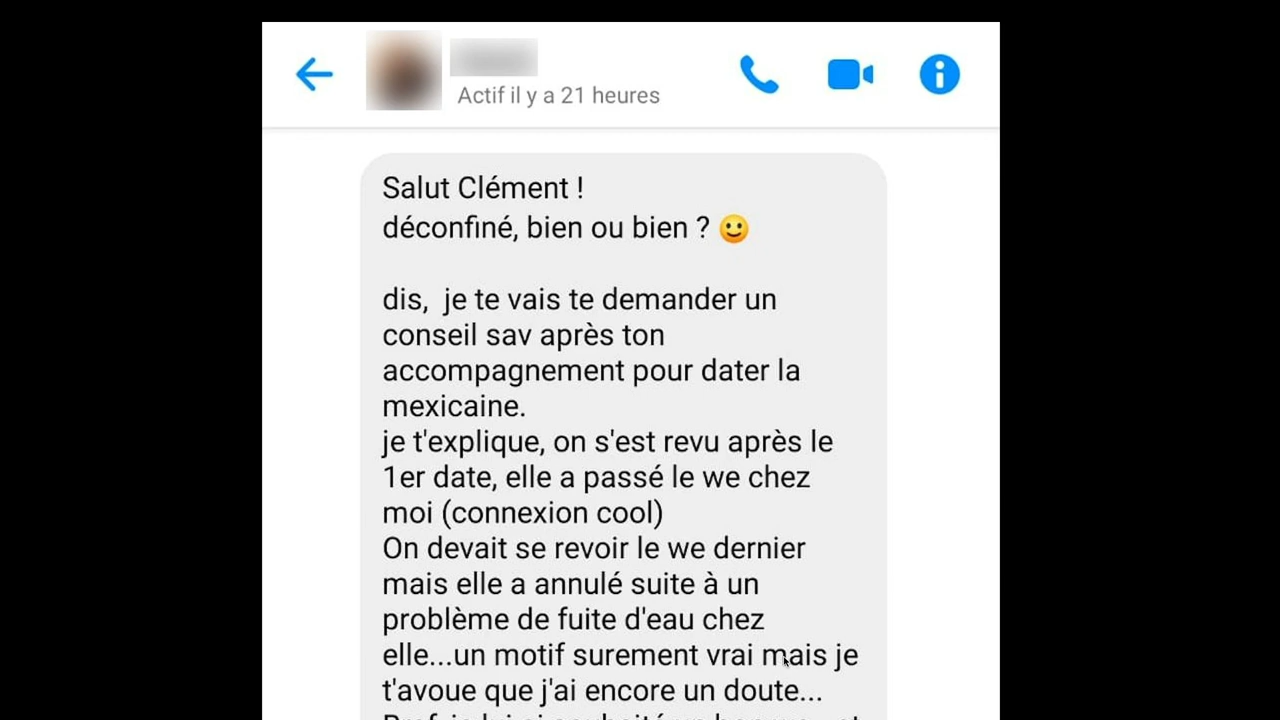 Actif il y a 21 heures
Salut Clément !
déconfiné, bien ou bien ? 🙂
dis,  je te vais te demander un
conseil sav après ton
accompagnement pour dater la
mexicaine.
je t'explique, on s'est revu après le
1er date, elle a passé le we chez
moi (connexion cool)
On devait se revoir le we dernier
mais elle a annulé suite à un
problème de fuite d'eau chez
elle...un motif surement vrai mais je
t'avoue que j'ai encore un doute...